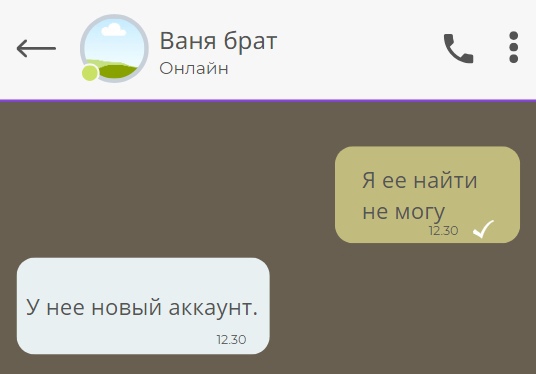 Ваня брат
Онлайн
Я ее найти
не могу
12.30
У нее новый аккаунт.
12.30